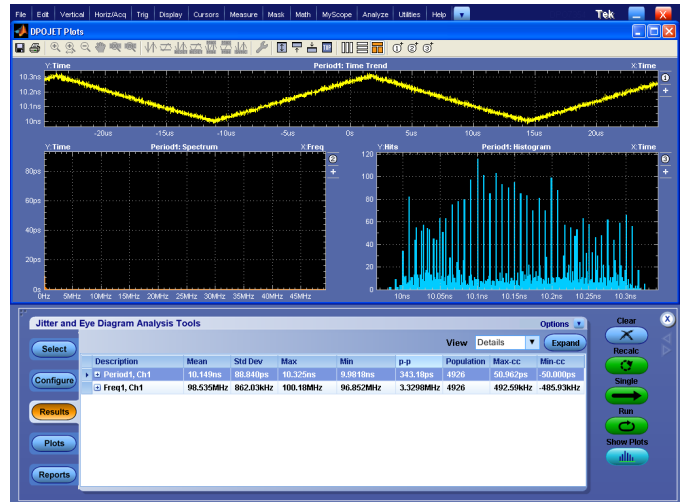 File Edit Vertical Horiz/Acq Trig Display Cursors Measure Mask Math MyScope Analyze Utilities Help Tek X
DPOJET Plots
Y:Time Period1: Time Trend X:Time
10.3ns
10.2ns
10.1ns
10ns
-20us -15us -10us -5us 0s 5us 10us 15us 20us
1
Y:Time Period1: Spectrum X:Freq
80ps
60ps
40ps
20ps
0s
0Hz 5MHz 10MHz 15MHz 20MHz 25MHz 30MHz 35MHz 40MHz 45MHz
2
Y:Hits Period1: Histogram X:Time
120
100
80
60
40
20
0
10ns 10.05ns 10.1ns 10.15ns 10.2ns 10.25ns 10.3ns
3
Jitter and Eye Diagram Analysis Tools Options
View Details Expand
Select
Configure
Results
Plots
Reports
Description Mean Std Dev Max Min p-p Population Max-cc Min-cc
Period1, Ch1 10.149ns 88.840ps 10.325ns 9.9818ns 343.18ps 4926 50.962ps -50.000ps
Freq1, Ch1 98.535MHz 862.03kHz 100.18MHz 96.852MHz 3.3298MHz 4926 492.59kHz -485.93kHz
Clear
Recalc
Single
Run
Show Plots